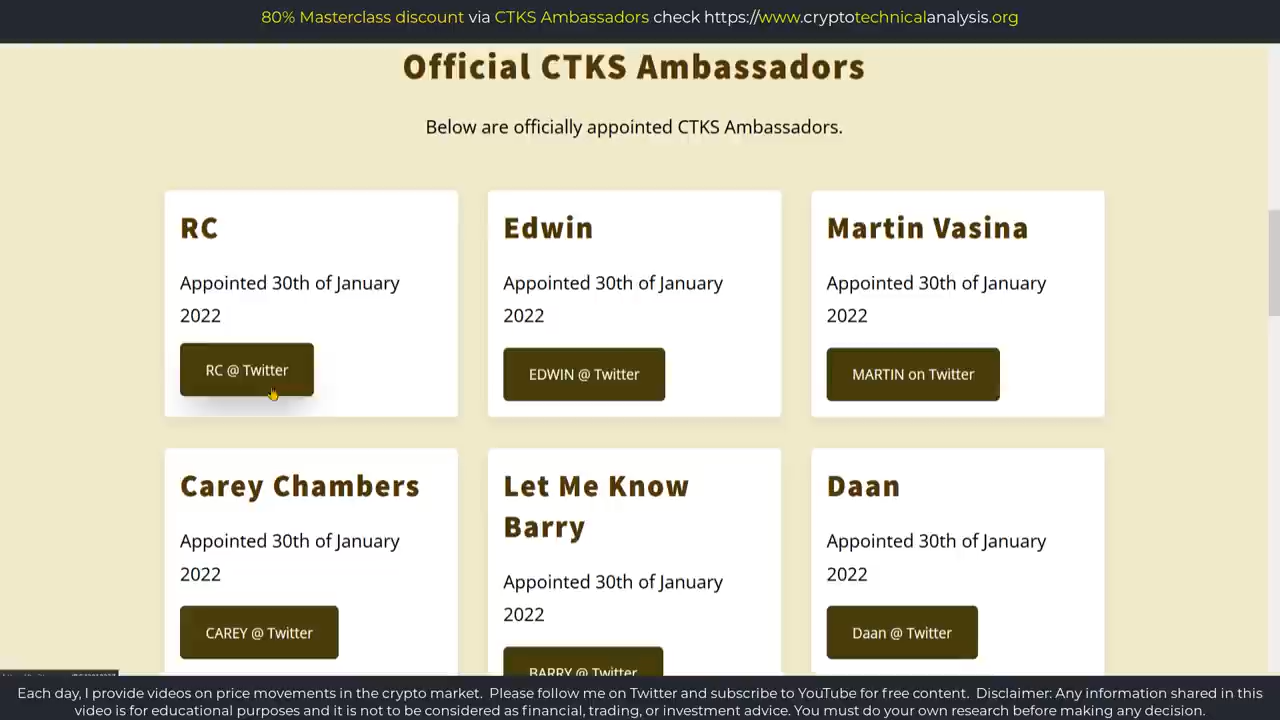 80% Masterclass discount via CTKS Ambassadors check https://www.cryptotechnicalanalysis.org
Official CTKS Ambassadors
Below are officially appointed CTKS Ambassadors.
RC
Appointed 30th of January
2022
RC @ Twitter
Edwin
Appointed 30th of January
2022
EDWIN @ Twitter
Martin Vasina
Appointed 30th of January
2022
MARTIN on Twitter
Carey Chambers
Appointed 30th of January
2022
CAREY @ Twitter
Let Me Know
Barry
Appointed 30th of January
2022
BARRY @ Twitter
Daan
Appointed 30th of January
2022
Daan @ Twitter
Each day, I provide videos on price movements in the crypto market. Please follow me on Twitter and subscribe to YouTube for free content. Disclaimer: Any information shared in this
video is for educational purposes and it is not to be considered as financial, trading, or investment advice. You must do your own research before making any decision.